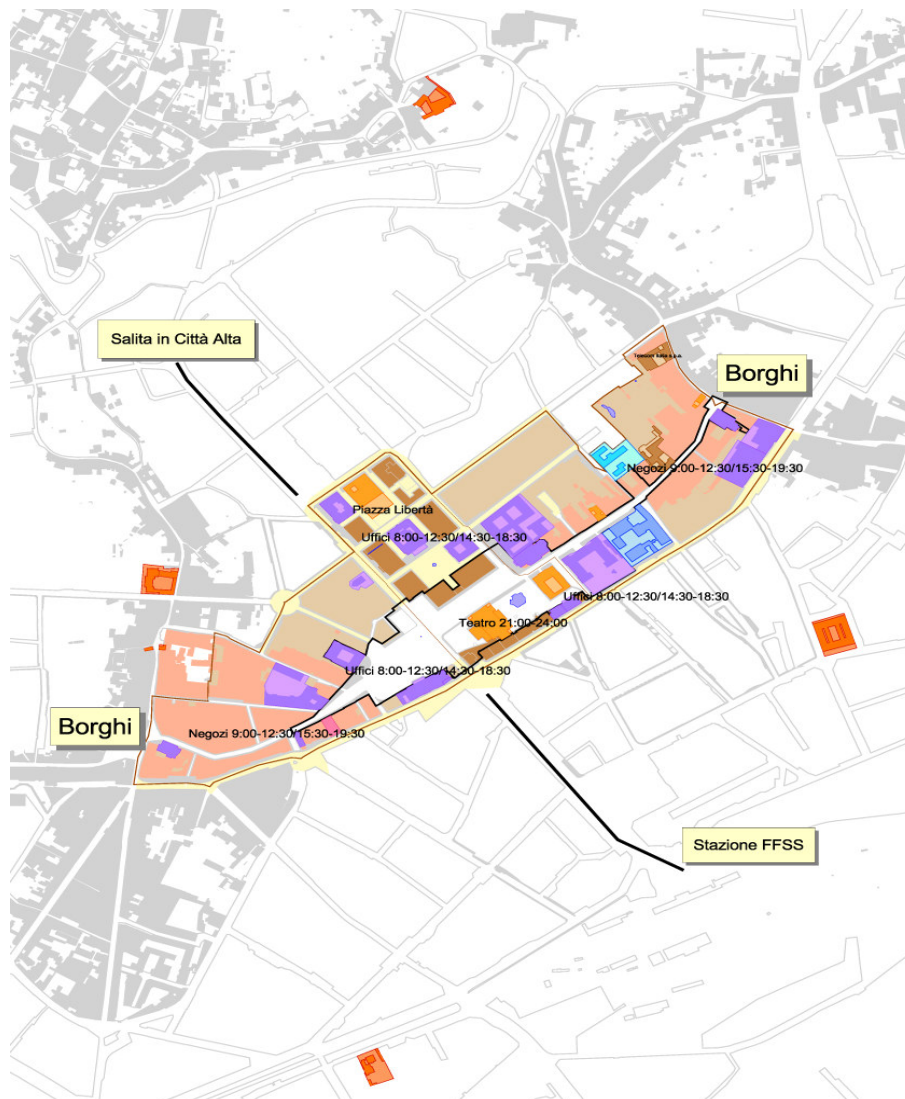 Salita in Città Alta
Borghi
Negozi 9:00-12:30/15:30-19:30
Piazza Libertà
Uffici 8:00-12:30/14:30-18:30
Uffici 8:00-12:30/14:30-18:30
Teatro 21:00-24:00
Uffici 8:00-12:30/14:30-18:30
Borghi
Negozi 9:00-12:30/15:30-19:30
Stazione FFSS